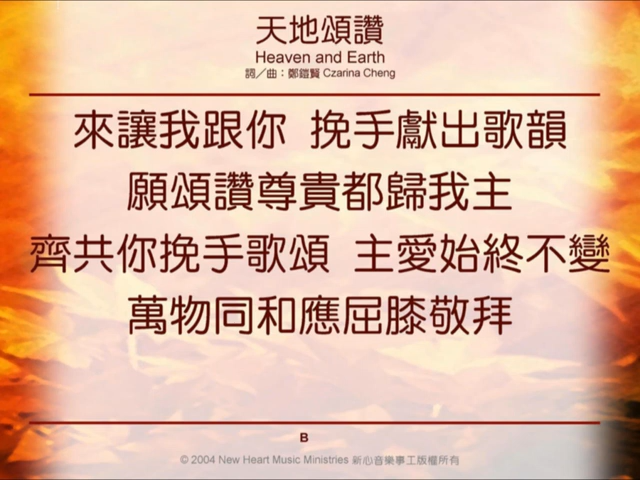 天地頌讚
Heaven and Earth
詞／曲：鄭鎧賢 Czarina Cheng
來讓我跟你 挽手獻出歌韻
願頌讚尊貴都歸我主
齊共你挽手歌頌 主愛始終不變
萬物同和應屈膝敬拜
B
© 2004 New Heart Music Ministries 新心音樂事工版權所有